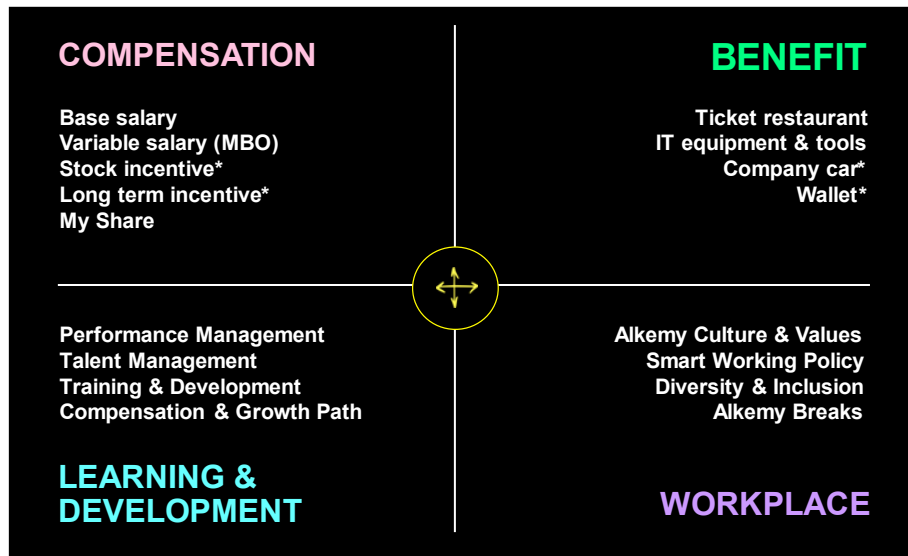 COMPENSATION
Base salary
Variable salary (MBO)
Stock incentive*
Long term incentive*
My Share
BENEFIT
Ticket restaurant
IT equipment & tools
Company car*
Wallet*
Performance Management
Talent Management
Training & Development
Compensation & Growth Path
LEARNING &
DEVELOPMENT
Alkemy Culture & Values
Smart Working Policy
Diversity & Inclusion
Alkemy Breaks
WORKPLACE